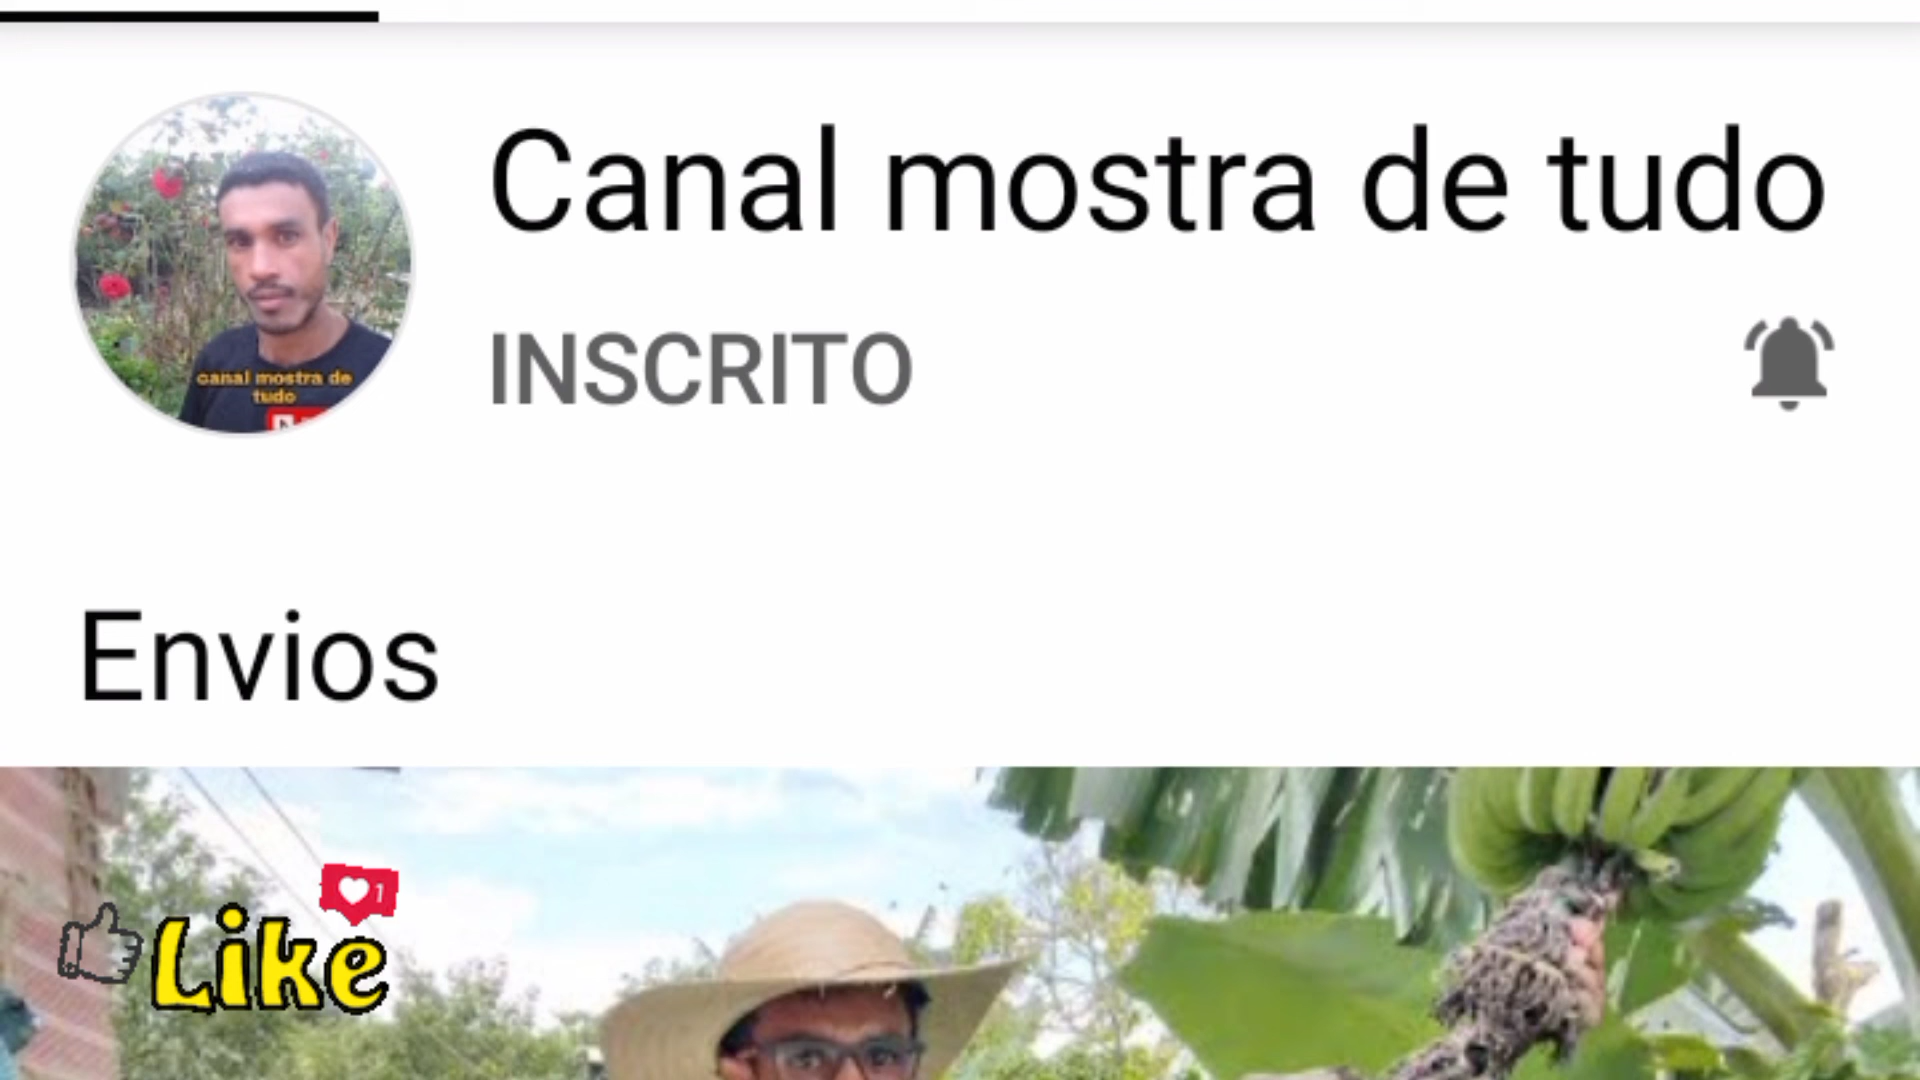 Canal mostra de tudo
canal mostra de
tudo
INSCRITO
Envios
1
Like